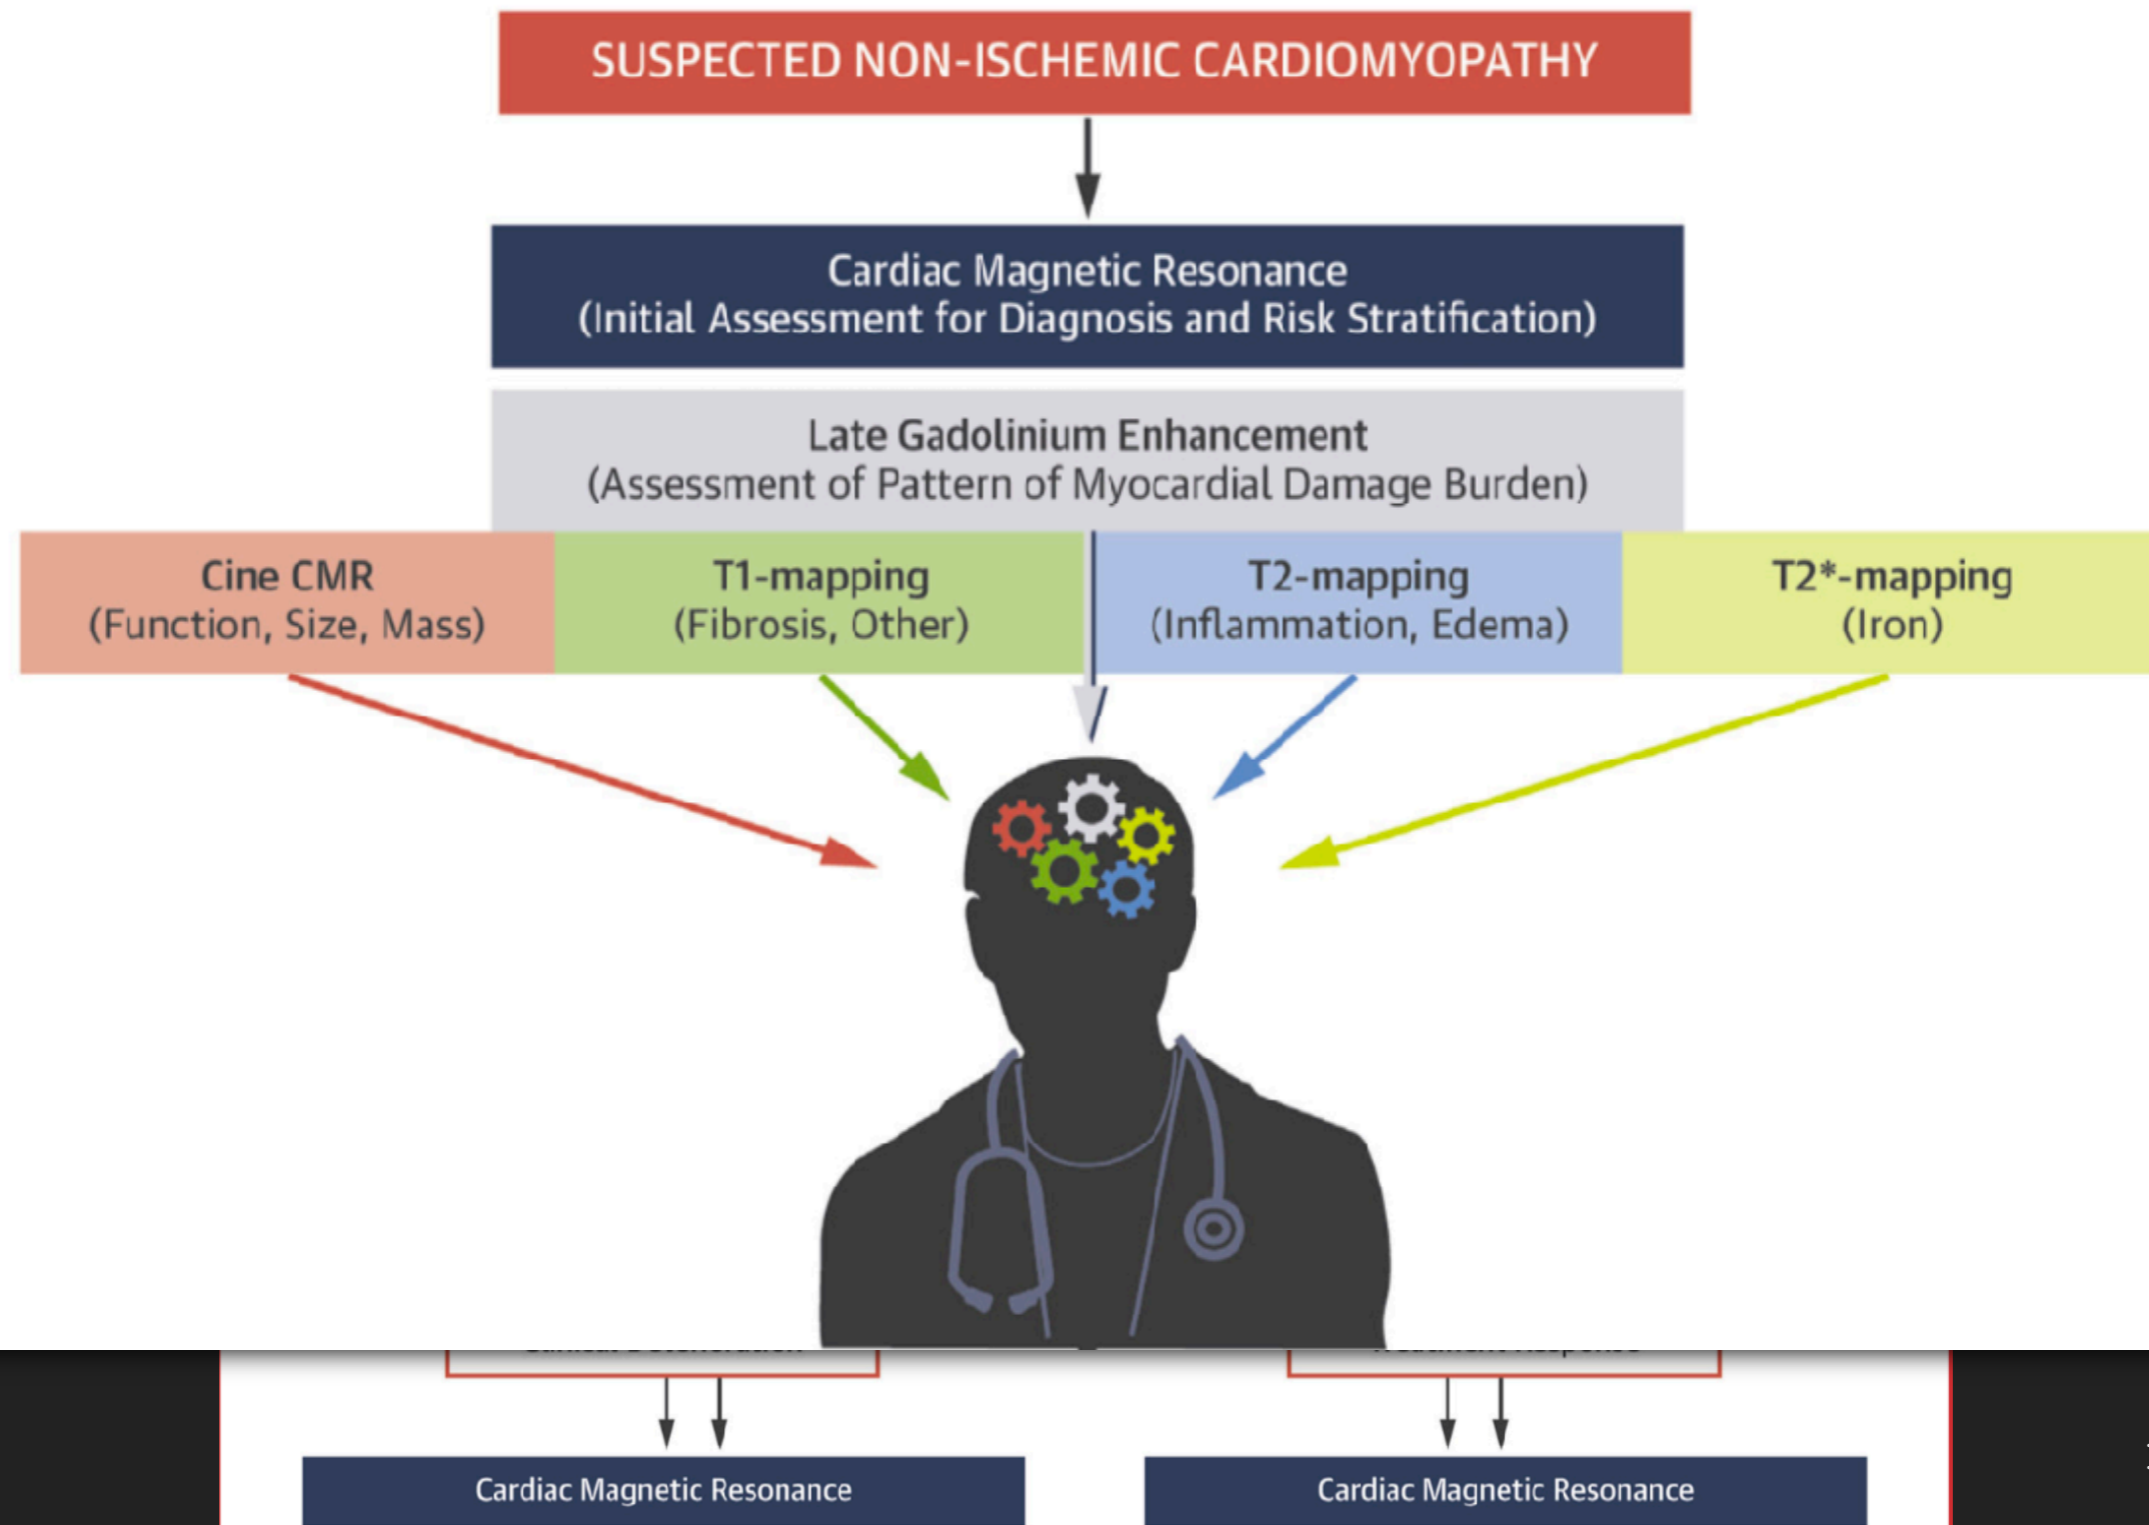 SUSPECTED NON-ISCHEMIC CARDIOMYOPATHY
Cardiac Magnetic Resonance
(Initial Assessment for Diagnosis and Risk Stratification)
Late Gadolinium Enhancement
(Assessment of Pattern of Myocardial Damage Burden)
Cine CMR
(Function, Size, Mass)
T1-mapping
(Fibrosis, Other)
T2-mapping
(Inflammation, Edema)
T2*-mapping
(Iron)
Cardiac Magnetic Resonance
Cardiac Magnetic Resonance